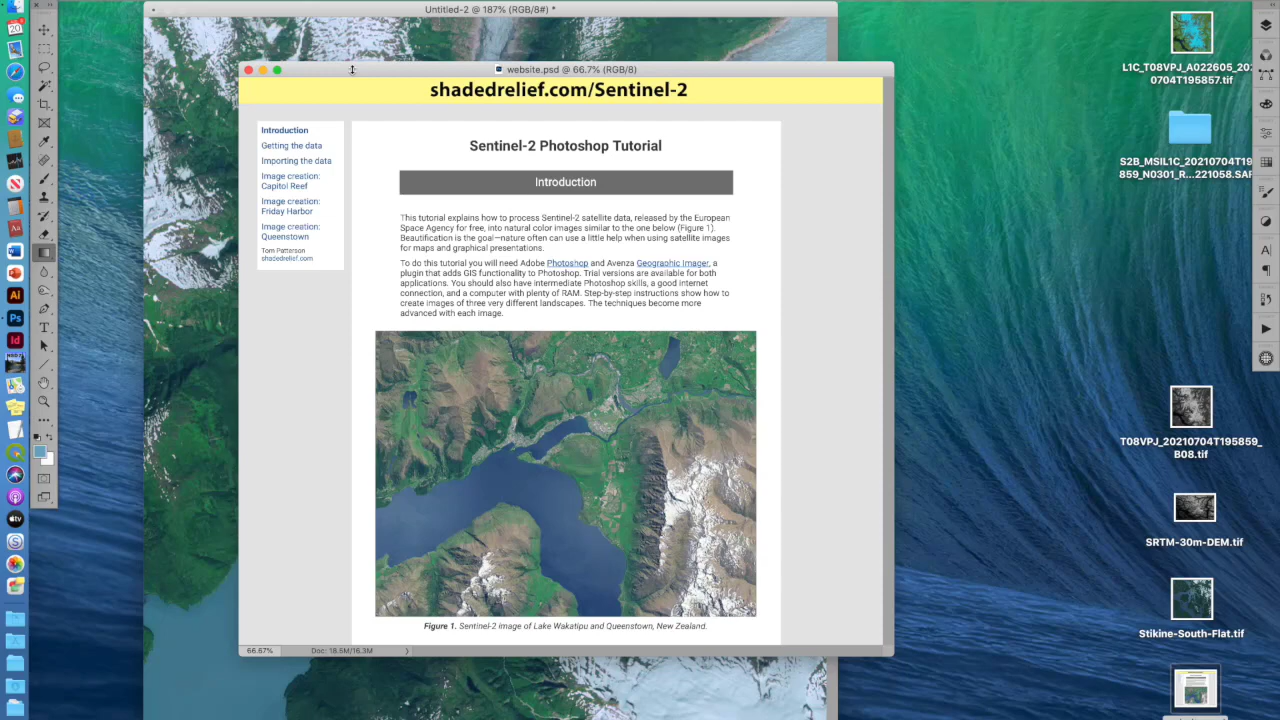 Untitled-2 @ 187% (RGB/8#) *
website.psd @ 66.7% (RGB/8)
shadedrelief.com/Sentinel-2
Introduction
Getting the data
Importing the data
Image creation:
Capitol Reef
Image creation:
Friday Harbor
Image creation:
Queenstown
Tom Patterson
shadedrelief.com
Sentinel-2 Photoshop Tutorial
Introduction
This tutorial explains how to process Sentinel-2 satellite data, released by the European
Space Agency for free, into natural color images similar to the one below (Figure 1).
Beautification is the goal—nature often can use a little help when using satellite images
for maps and graphical presentations.
To do this tutorial you will need Adobe Photoshop and Avenza Geographic Imager, a
plugin that adds GIS functionality to Photoshop. Trial versions are available for both
applications. You should also have intermediate Photoshop skills, a good internet
connection, and a computer with plenty of RAM. Step-by-step instructions show how to
create images of three very different landscapes. The techniques become more
advanced with each image.
Figure 1. Sentinel-2 image of Lake Wakatipu and Queenstown, New Zealand.
66.67%
Doc: 18.5M/16.3M
L1C_T08VPJ_A022605_202
10704T195857.tif
S2B_MSIL1C_20210704T19
859_N0301_R...221058.SAF
T08VPJ_20210704T195859_
B08.tif
SRTM-30m-DEM.tif
Stikine-South-Flat.tif
20
Ai
Ps
Id
tv